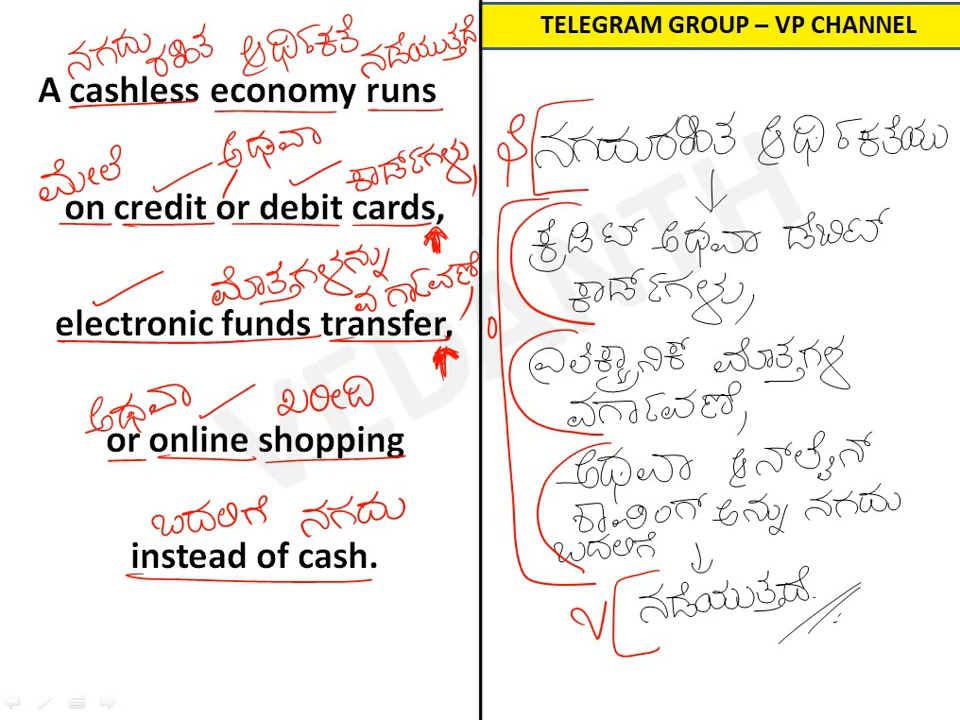 ನಗದು ರಹಿತ ಆರ್ಥಿಕತೆ ನಡೆಯುತ್ತದೆ
A cashless economy runs
ಮೇಲೆ ಅಥವಾ ಕಾರ್ಡ್‌ಗಳು,
on credit or debit cards,
ಮೊತ್ತಗಳನ್ನು ವರ್ಗಾವಣೆ,
electronic funds transfer,
ಅಥವಾ ಖರೀದಿ
or online shopping
ಬದಲಿಗೆ ನಗದು
instead of cash.
TELEGRAM GROUP – VP CHANNEL
ನಗದುರಹಿತ ಆರ್ಥಿಕತೆಯು
ಕ್ರೆಡಿಟ್ ಅಥವಾ ಡೆಬಿಟ್
ಕಾರ್ಡ್‌ಗಳು,
ಎಲೆಕ್ಟ್ರಾನಿಕ್ ಮೊತ್ತಗಳ
ವರ್ಗಾವಣೆ,
ಅಥವಾ ಆನ್‌ಲೈನ್
ಶಾಪಿಂಗ್ ಅನ್ನು ನಗದು
ಬದಲಿಗೆ
ನಡೆಯುತ್ತದೆ.
O
V
VEDANTH